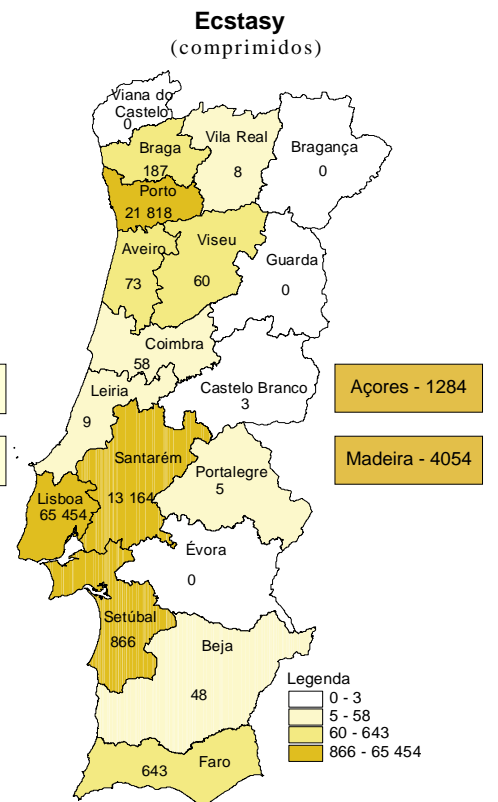 Ecstasy
(comprimidos)
Viana do
Castelo
0
Braga
187
Vila Real
8
Bragança
0
Porto
21 818
Aveiro
73
Viseu
60
Guarda
0
Coimbra
58
Leiria
9
Castelo Branco
3
Açores - 1284
Santarém
13 164
Portalegre
5
Madeira - 4054
Lisboa
65 454
Évora
0
Setúbal
866
Beja
48
Faro
643
Legenda
0 - 3
5 - 58
60 - 643
866 - 65 454